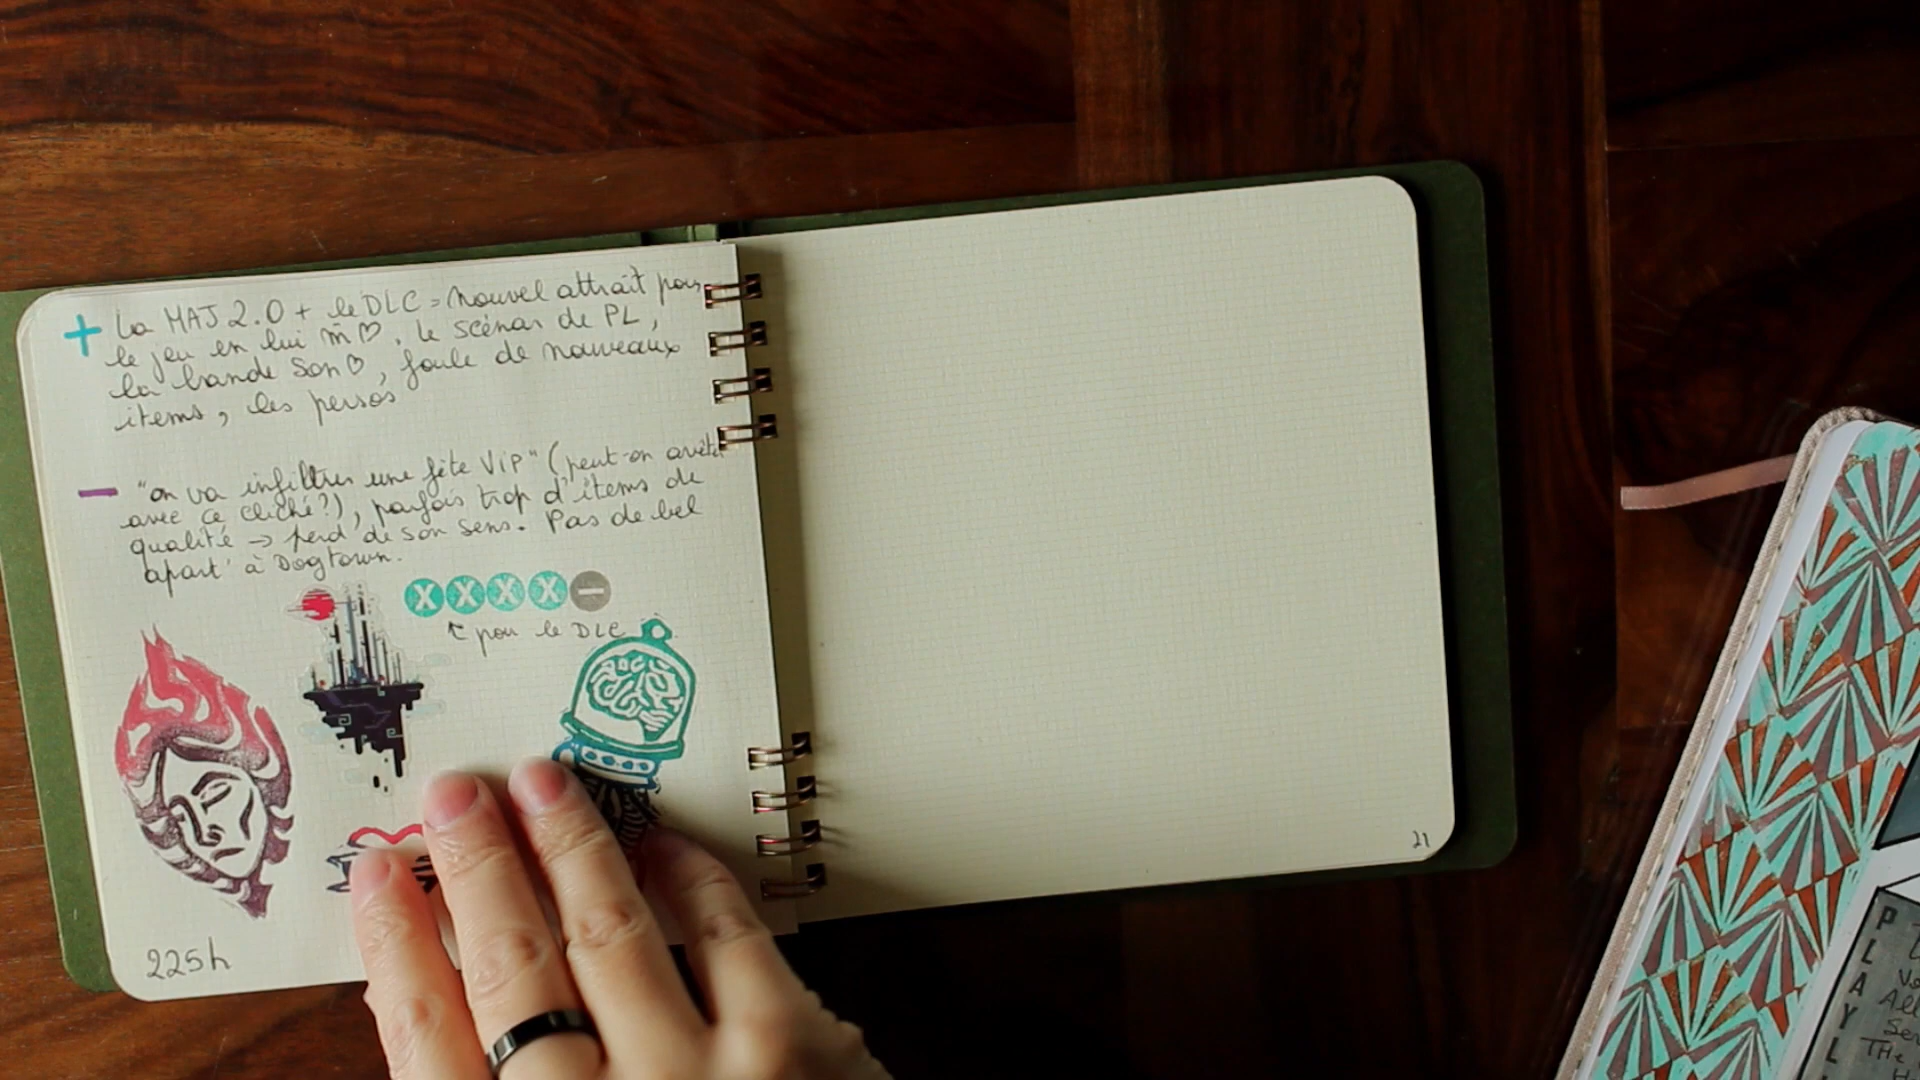 + La MAJ 2.0 + le DLC = nouvel attrait pour
le jeu en lui m̄ ♡. le scénar de PL,
la bande son ♡, foule de nouveaux
items, les persos
- "on va infiltrer une fête VIP" (peut-on arrêter
avec ce cliché?), parfois trop d'items de
qualité → perd de son sens. Pas de bel
apart' à Dogtown.
X X X X -
↖ pour le DLC
225h
21
PLAYL
All
THe